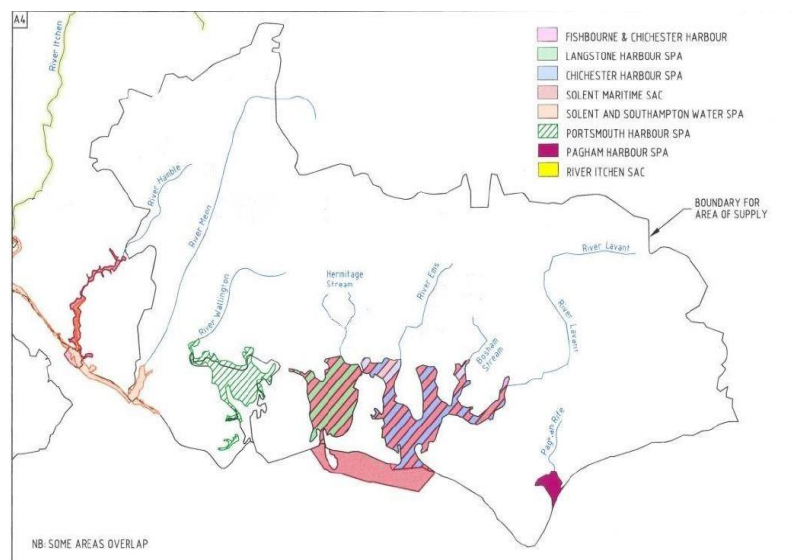 A4
River Itchen
FISHBOURNE & CHICHESTER HARBOUR
LANGSTONE HARBOUR SPA
CHICHESTER HARBOUR SPA
SOLENT MARITIME SAC
SOLENT AND SOUTHAMPTON WATER SPA
PORTSMOUTH HARBOUR SPA
PAGHAM HARBOUR SPA
RIVER ITCHEN SAC
BOUNDARY FOR
AREA OF SUPPLY
River Hamble
River Meon
River Wallington
Hermitage
Stream
River Ems
River Lavant
River Lavant
Bosham
Stream
Pagham Rife
NB: SOME AREAS OVERLAP